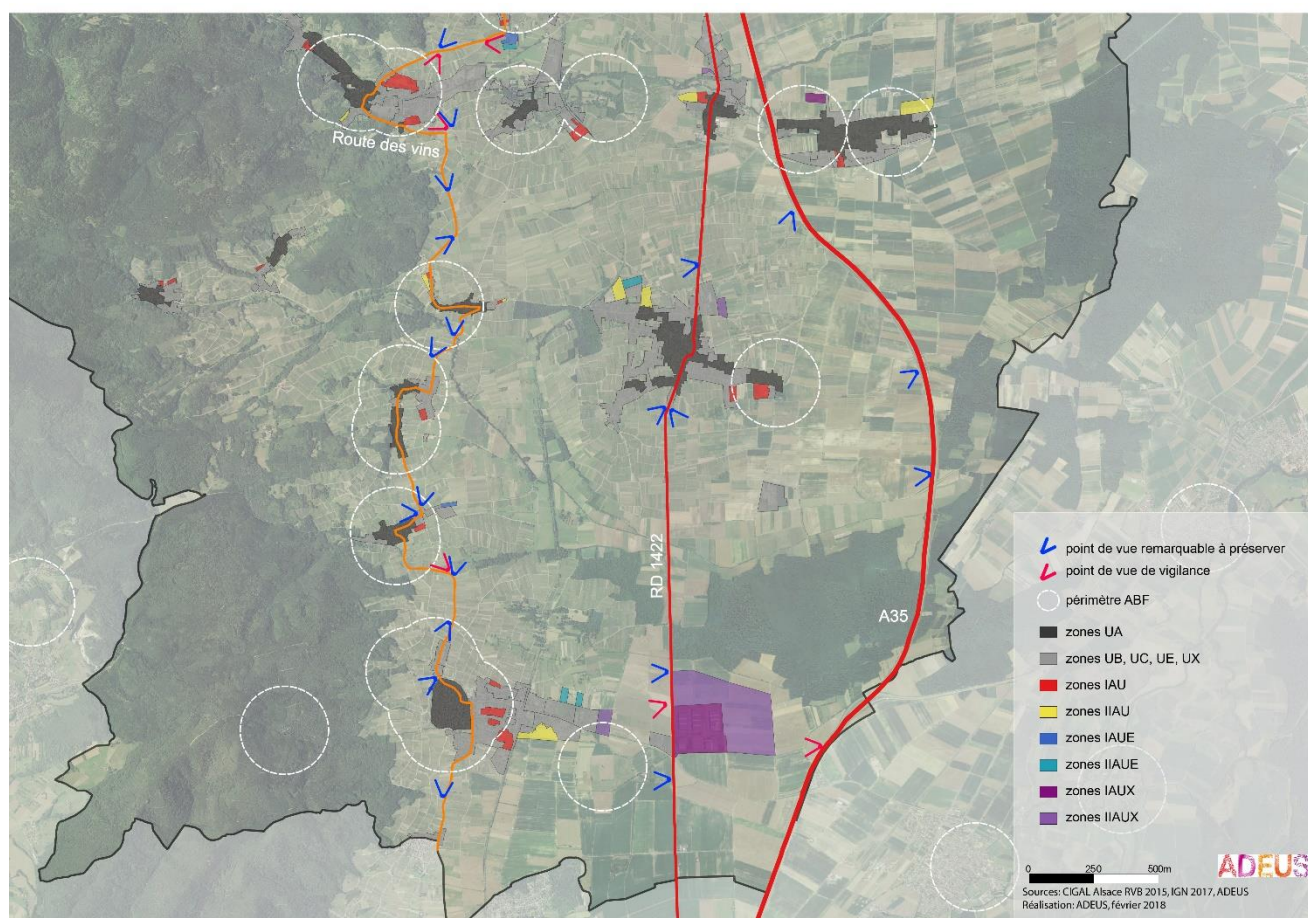 Route des vins
RD 1422
A35
point de vue remarquable à préserver
point de vue de vigilance
périmètre ABF
zones UA
zones UB, UC, UE, UX
zones IAU
zones IIAU
zones IAUE
zones IIAUE
zones IAUX
zones IIAUX
0 250 500m
ADEUS
Sources: CIGAL Alsace RVB 2015, IGN 2017, ADEUS
Réalisation: ADEUS, février 2018